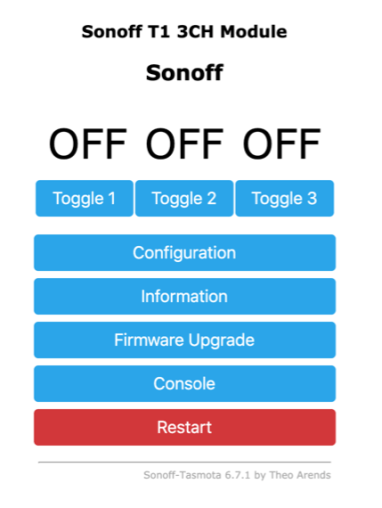 Sonoff T1 3CH Module
Sonoff
OFF OFF OFF
Toggle 1 Toggle 2 Toggle 3
Configuration
Information
Firmware Upgrade
Console
Restart
Sonoff-Tasmota 6.7.1 by Theo Arends